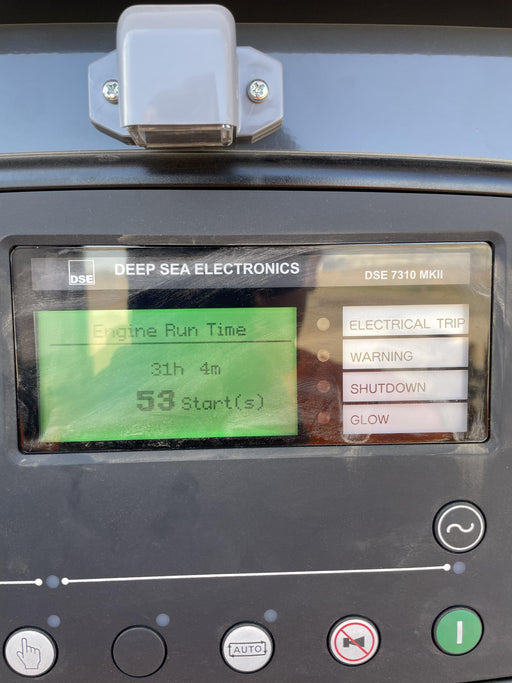 DSE
DEEP SEA ELECTRONICS
DSE 7310 MKII
Engine Run Time
31h 4m
53 Start(s)
ELECTRICAL TRIP
WARNING
SHUTDOWN
GLOW
AUTO